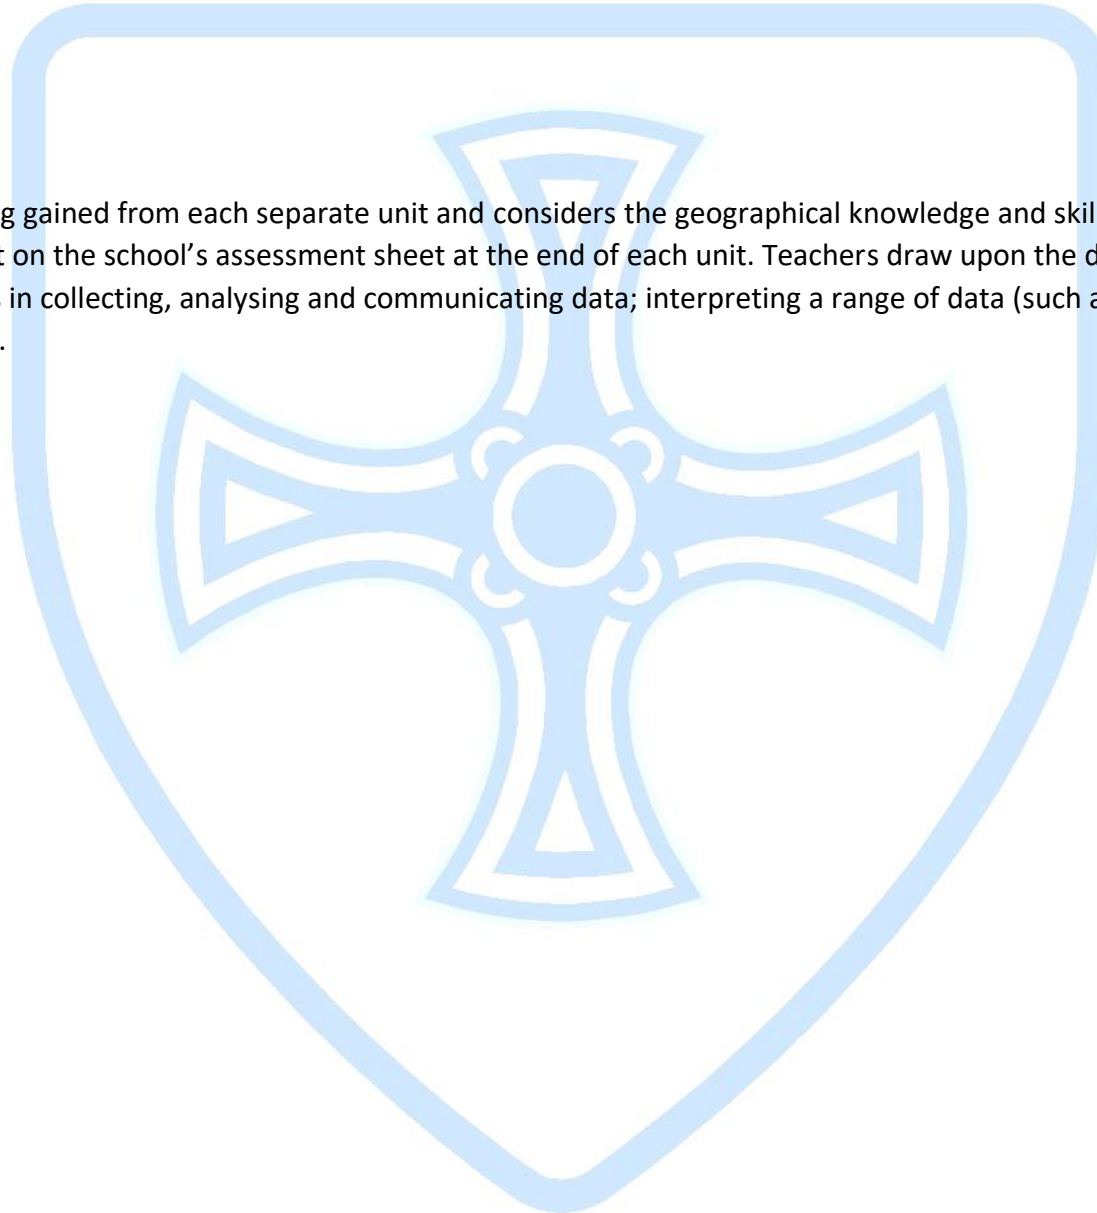 g gained from each separate unit and considers the geographical knowledge and skil
t on the school’s assessment sheet at the end of each unit. Teachers draw upon the d
s in collecting, analysing and communicating data; interpreting a range of data (such a
.